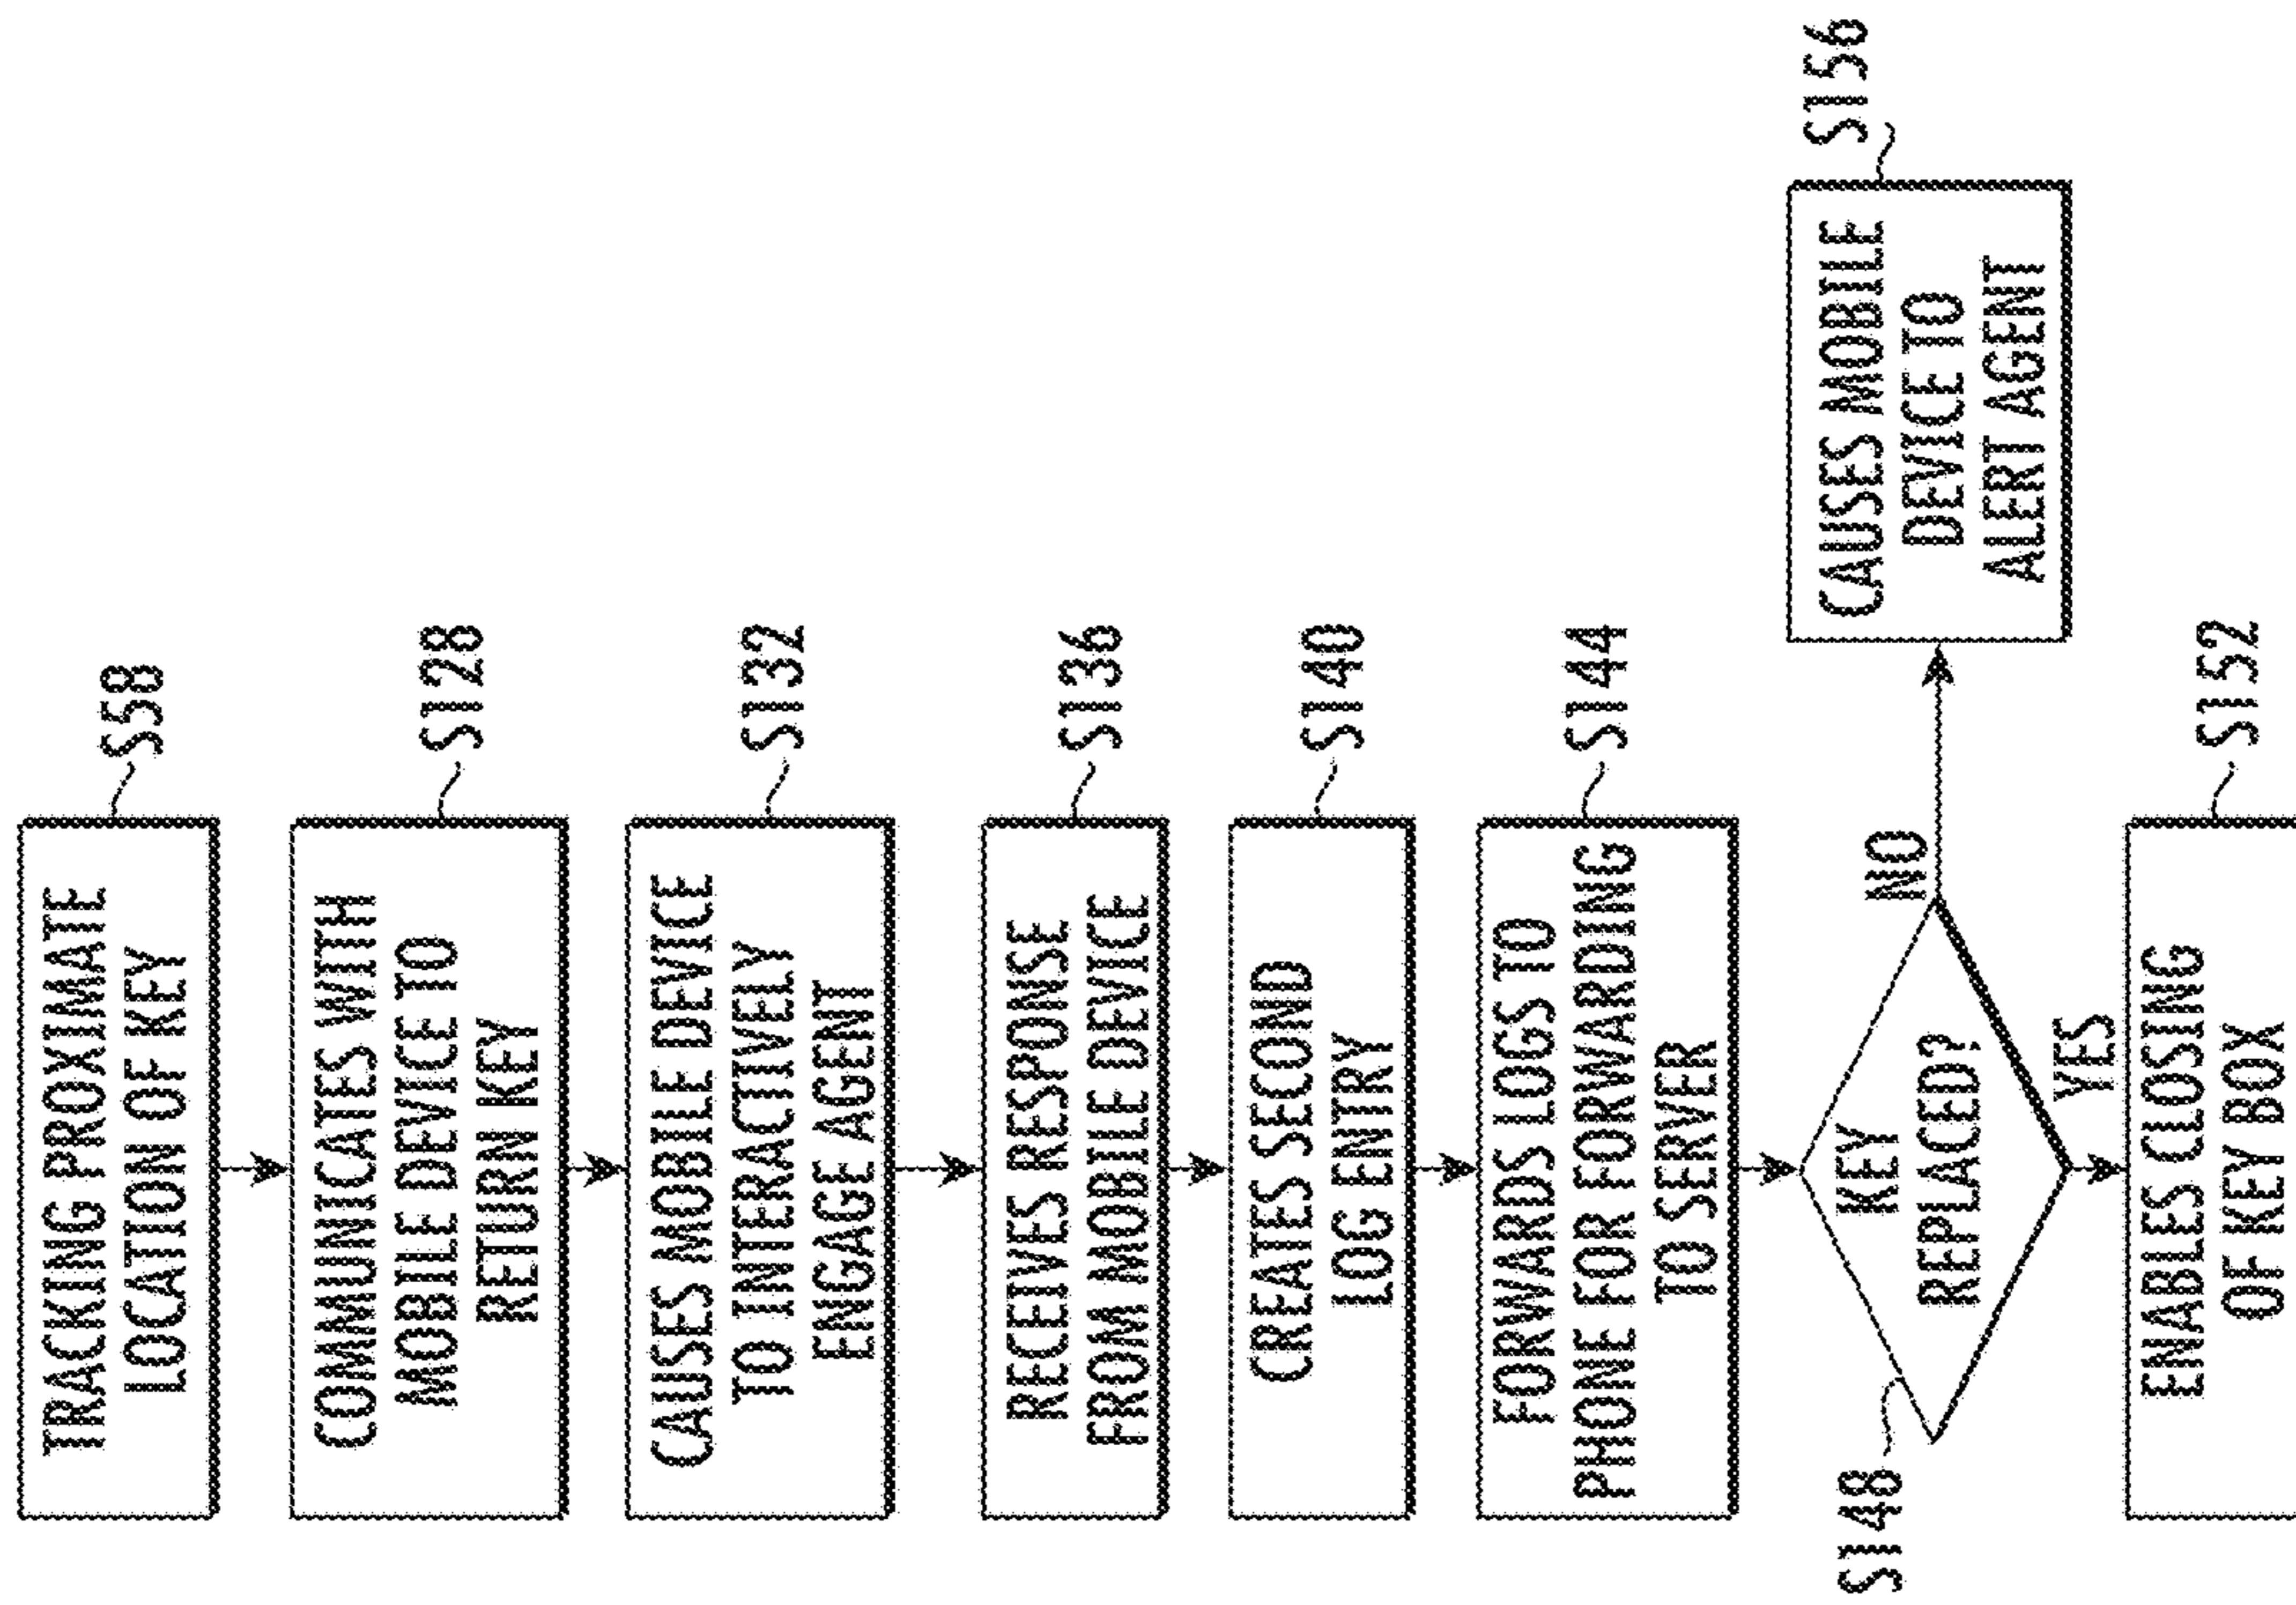 TRACKING PROXIMATE
LOCATION OF KEY
S58
COMMUNICATES WITH
MOBILE DEVICE TO
RETURN KEY
S128
CAUSES MOBILE DEVICE
TO INTERACTIVELY
ENGAGE AGENT
S132
RECEIVES RESPONSE
FROM MOBILE DEVICE
S136
CREATES SECOND
LOG ENTRY
S140
FORWARDS LOGS TO
PHONE FOR FORWARDING
TO SERVER
S144
S148
KEY
REPLACED?
NO
YES
CAUSES MOBILE
DEVICE TO
ALERT AGENT
S156
ENABLES CLOSING
OF KEY BOX
S152